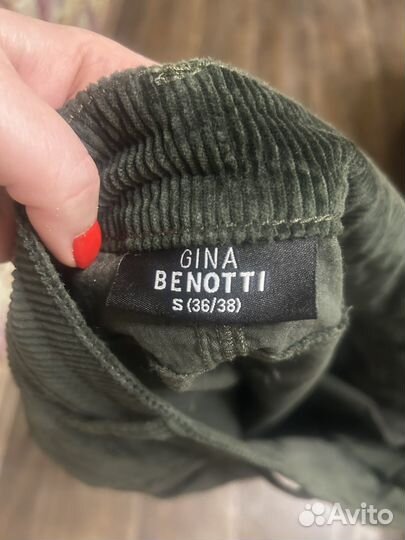 GINA
BENOTTI
S (36/38)
Avito